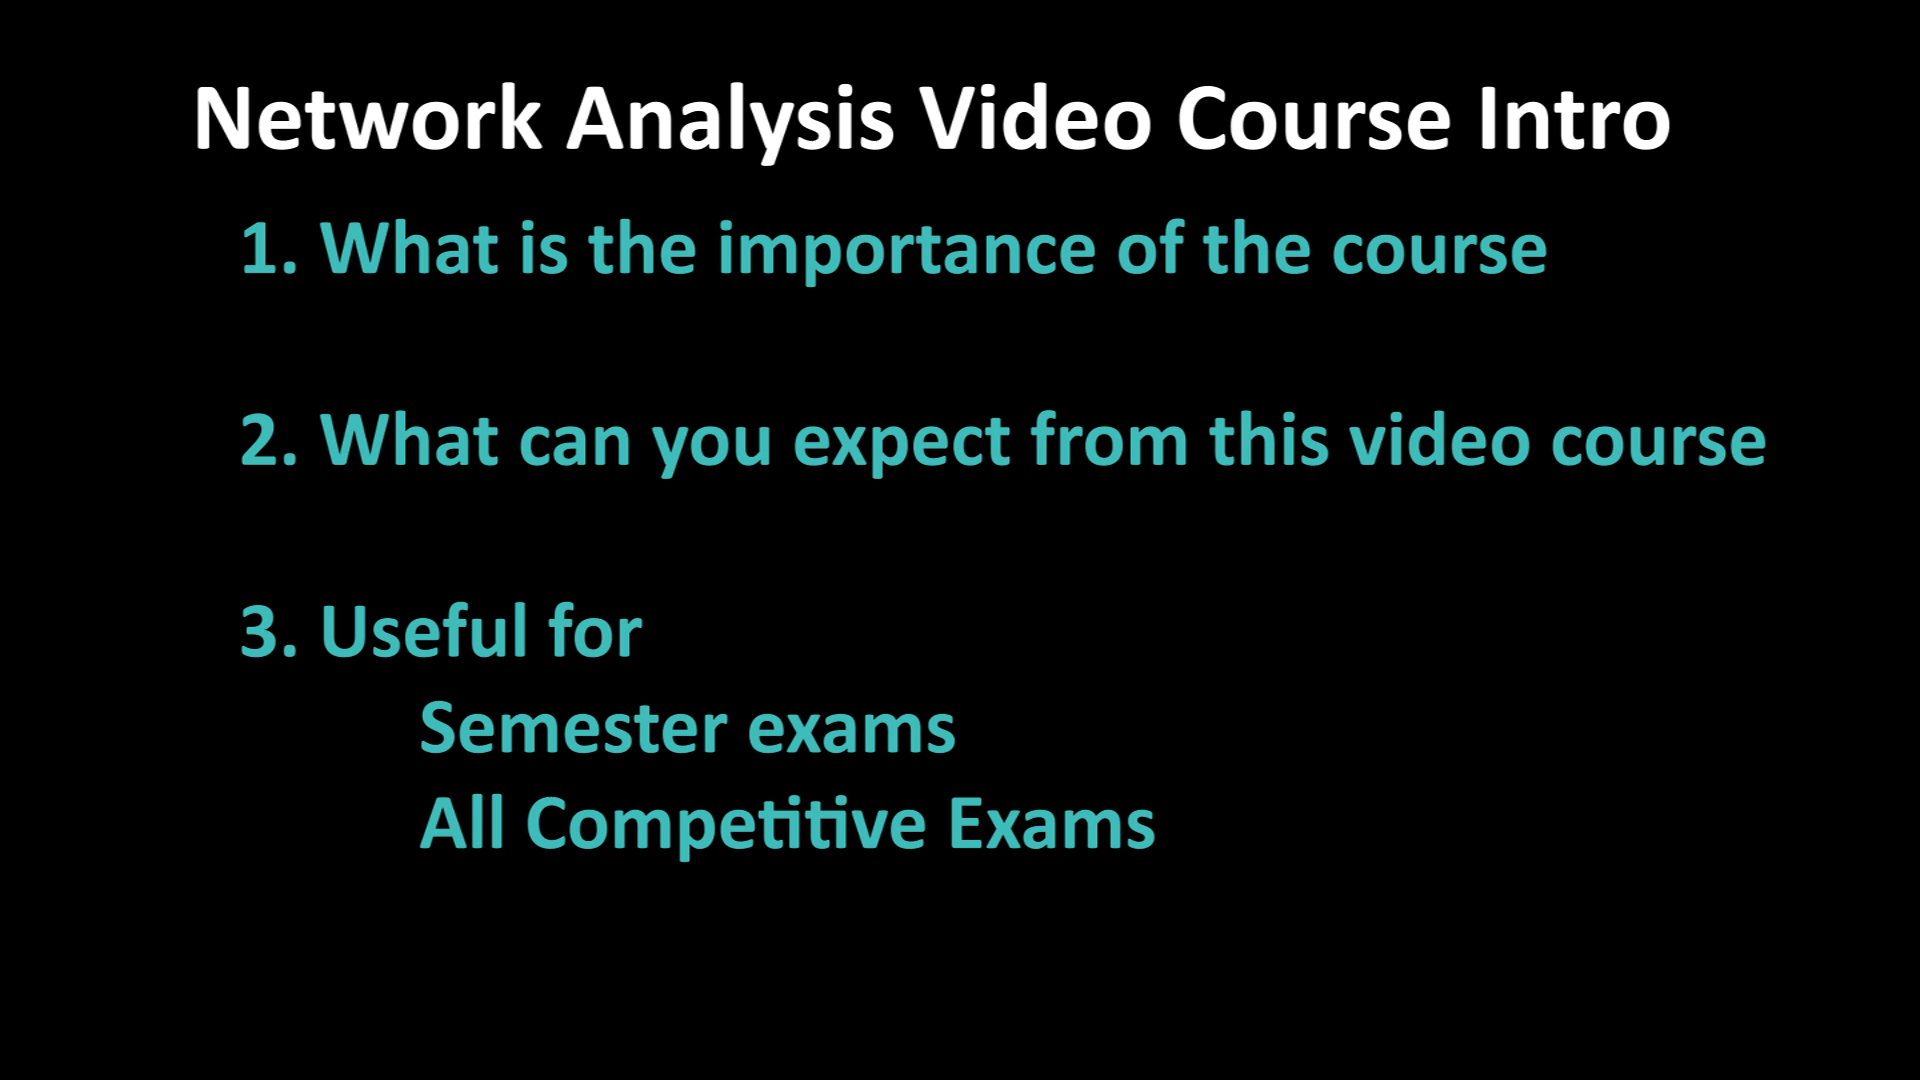 Network Analysis Video Course Intro
1. What is the importance of the course
2. What can you expect from this video course
3. Useful for
Semester exams
All Competitive Exams